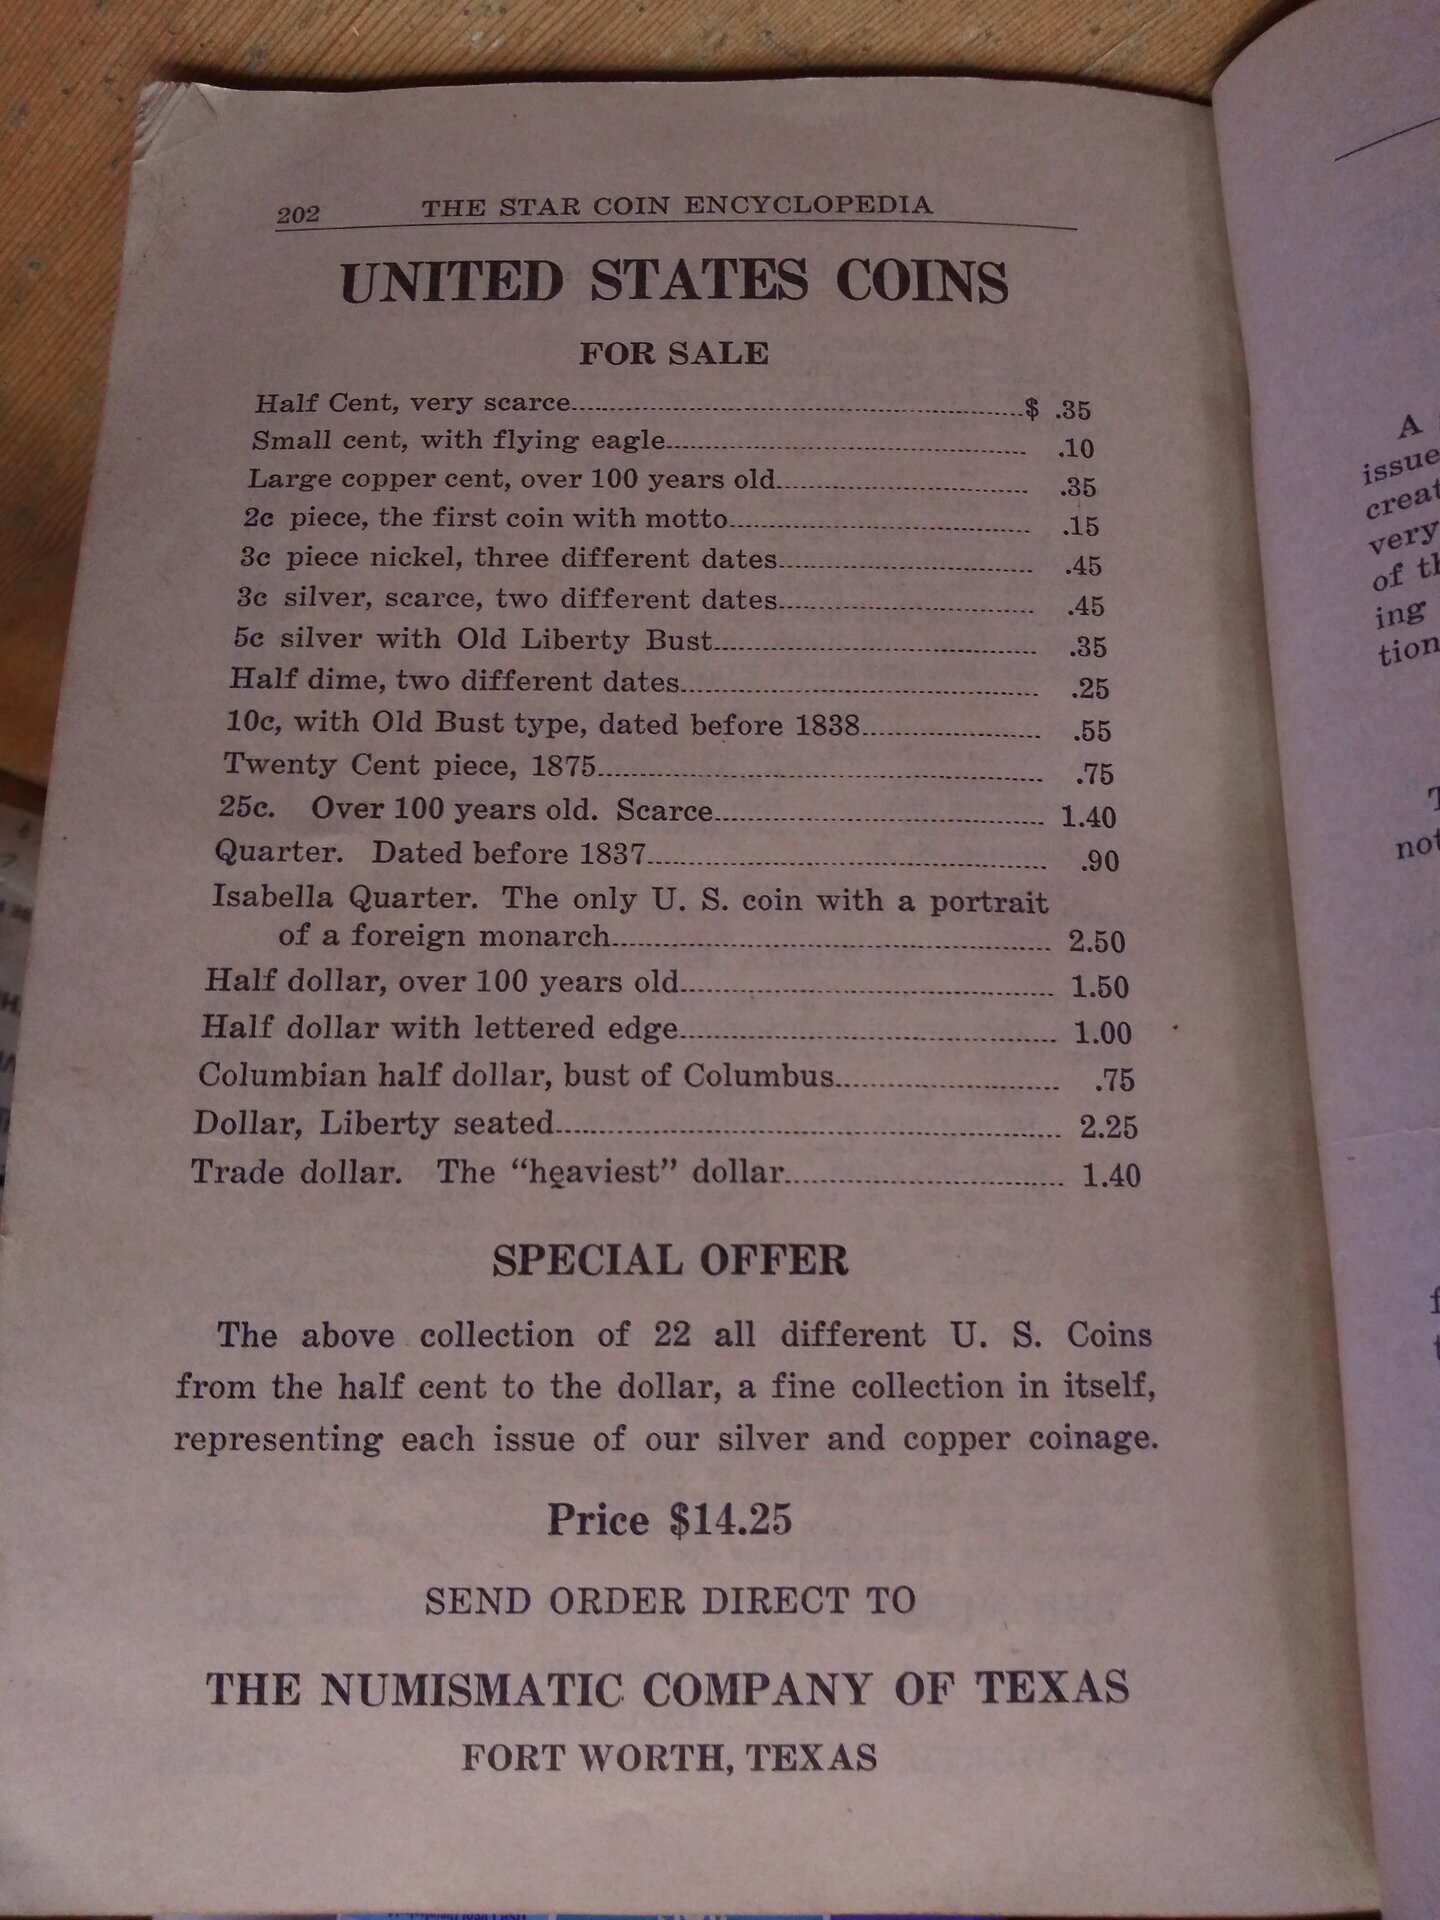 202 THE STAR COIN ENCYCLOPEDIA
UNITED STATES COINS
FOR SALE
Half Cent, very scarce $ .35
Small cent, with flying eagle .10
Large copper cent, over 100 years old .35
2c piece, the first coin with motto .15
3c piece nickel, three different dates .45
3c silver, scarce, two different dates .45
5c silver with Old Liberty Bust .35
Half dime, two different dates .25
10c, with Old Bust type, dated before 1838 .55
Twenty Cent piece, 1875 .75
25c. Over 100 years old. Scarce 1.40
Quarter. Dated before 1837 .90
Isabella Quarter. The only U. S. coin with a portrait
of a foreign monarch 2.50
Half dollar, over 100 years old 1.50
Half dollar with lettered edge 1.00
Columbian half dollar, bust of Columbus .75
Dollar, Liberty seated 2.25
Trade dollar. The “heaviest” dollar 1.40
SPECIAL OFFER
The above collection of 22 all different U. S. Coins
from the half cent to the dollar, a fine collection in itself,
representing each issue of our silver and copper coinage.
Price $14.25
SEND ORDER DIRECT TO
THE NUMISMATIC COMPANY OF TEXAS
FORT WORTH, TEXAS
A
issue
creat
very
of th
ing
tion
T
not
f
t